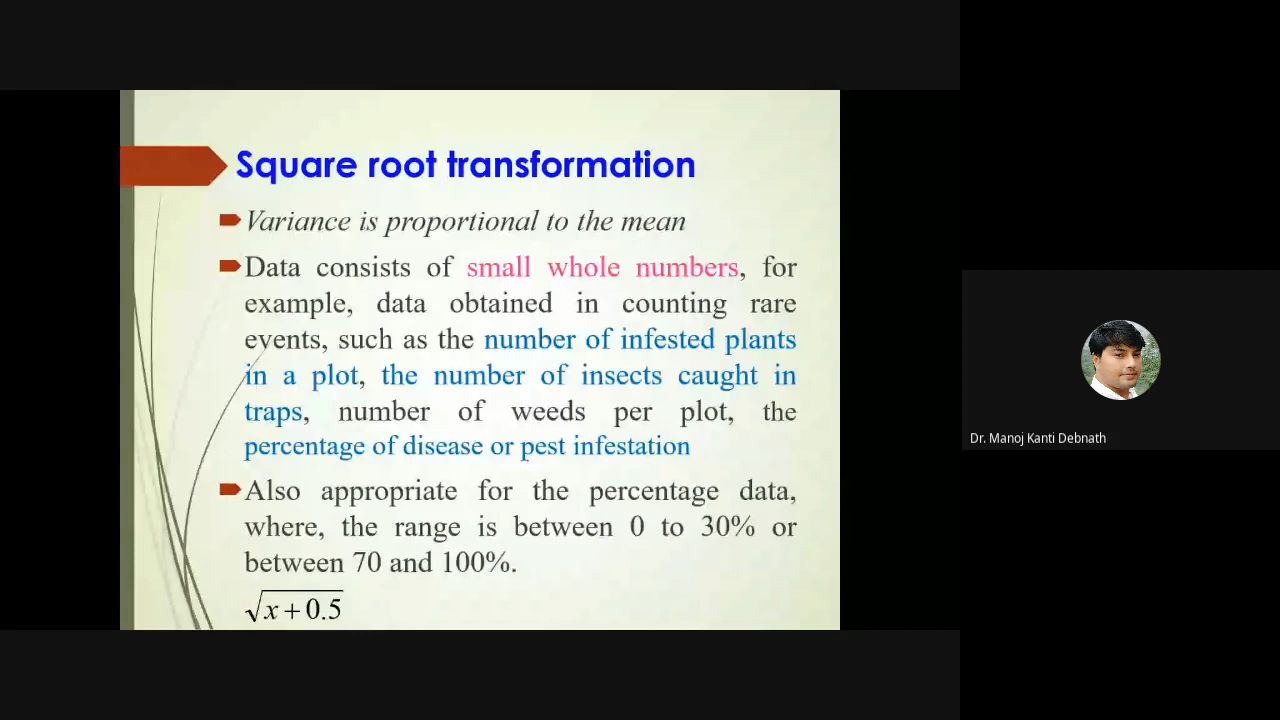 Square root transformation
Variance is proportional to the mean
Data consists of small whole numbers, for
example, data obtained in counting rare
events, such as the number of infested plants
in a plot, the number of insects caught in
traps, number of weeds per plot, the
percentage of disease or pest infestation
Also appropriate for the percentage data,
where, the range is between 0 to 30% or
between 70 and 100%.
√x+0.5
Dr. Manoj Kanti Debnath